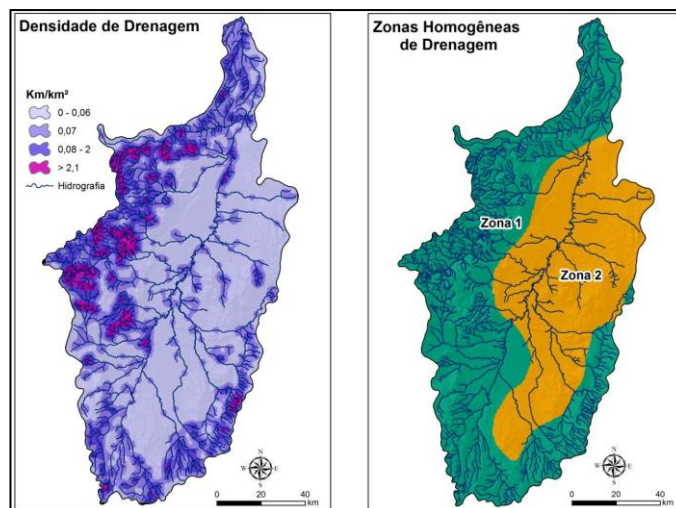 Densidade de Drenagem
Km/km²
0 - 0,06
0,07
0,08 - 2
> 2,1
Hidrografia
N
W E
S
0 20 40
km
Zonas Homogêneas
de Drenagem
Zona 1
Zona 2
N
W E
S
0 20 40
km